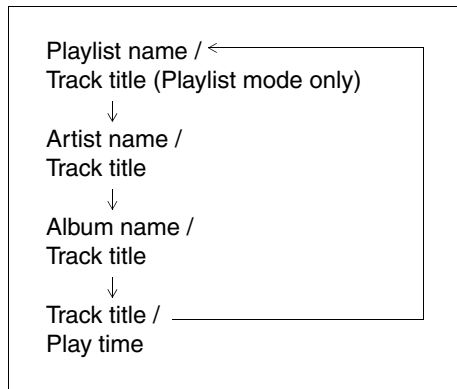 Playlist name /
Track title (Playlist mode only)
Artist name /
Track title
Album name /
Track title
Track title /
Play time